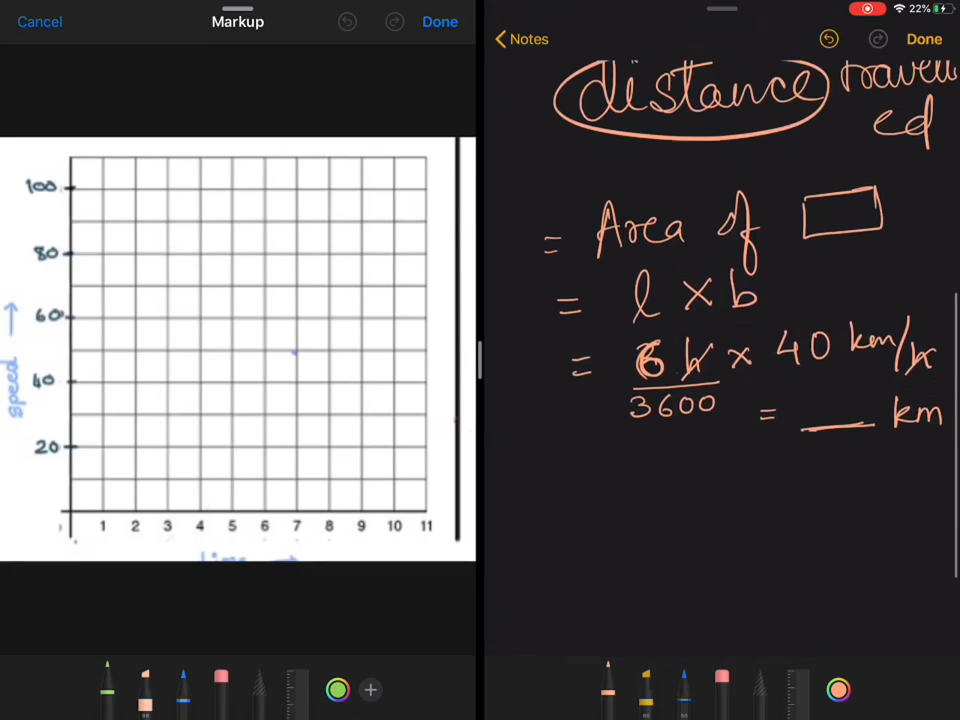 Cancel
Markup
Done
100
80
60
40
20
speed →
1 2 3 4 5 6 7 8 9 10 11
22%
Notes
Done
distance travell
ed
= Area of
= l × b
= 6 h × 40 km/h
3600
= ___ km